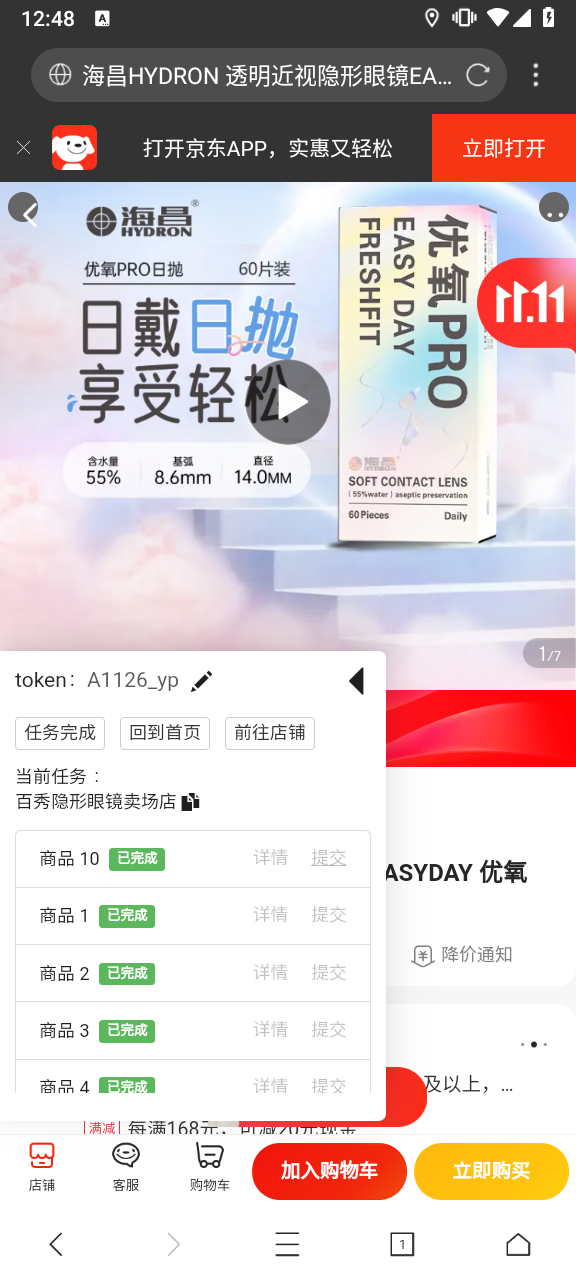 12:48
A
海昌HYDRON 透明近视隐形眼镜EA...
打开京东APP，实惠又轻松
立即打开
海昌®
HYDRON
优氧PRO日抛 60片装
日戴日抛
享受轻松
含水量 55%
基弧 8.6mm
直径 14.0MM
优氧PRO
EASY DAY
FRESHFIT
海昌
HYDRON
SOFT CONTACT LENS
(55%water) aseptic preservation
60 Pieces Daily
11.11
1/7
token： A1126_yp
任务完成 回到首页 前往店铺
当前任务：
百秀隐形眼镜卖场店
商品 10 已完成 详情 提交
商品 1 已完成 详情 提交
商品 2 已完成 详情 提交
商品 3 已完成 详情 提交
商品 4 已完成 详情 提交
ASYDAY 优氧
降价通知
及以上，...
满减 每满168元，可减20元现金
店铺 客服 购物车 加入购物车 立即购买
1